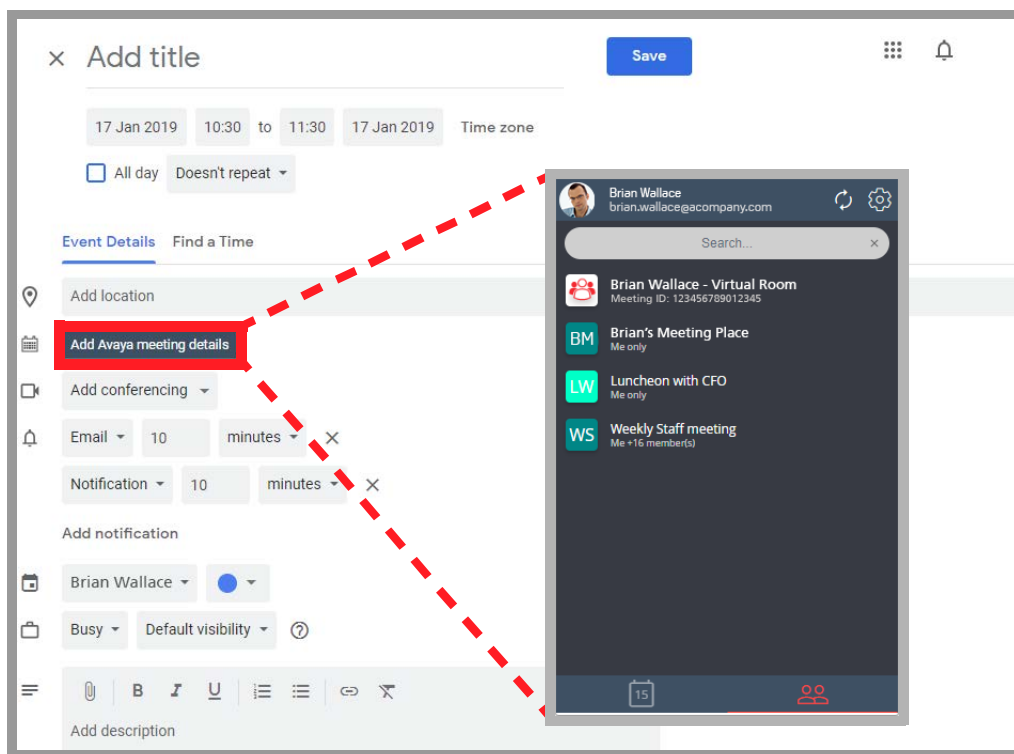 Add title
Save
17 Jan 2019 10:30 to 11:30 17 Jan 2019 Time zone
All day Doesn't repeat
Event Details Find a Time
Add location
Add Avaya meeting details
Add conferencing
Email 10 minutes
Notification 10 minutes
Add notification
Brian Wallace
Busy Default visibility
B I U
Add description
Brian Wallace
brian.wallace@acompany.com
Search...
Brian Wallace - Virtual Room
Meeting ID: 123456789012345
BM Brian's Meeting Place
Me only
LW Luncheon with CFO
Me only
WS Weekly Staff meeting
Me +16 member(s)
15